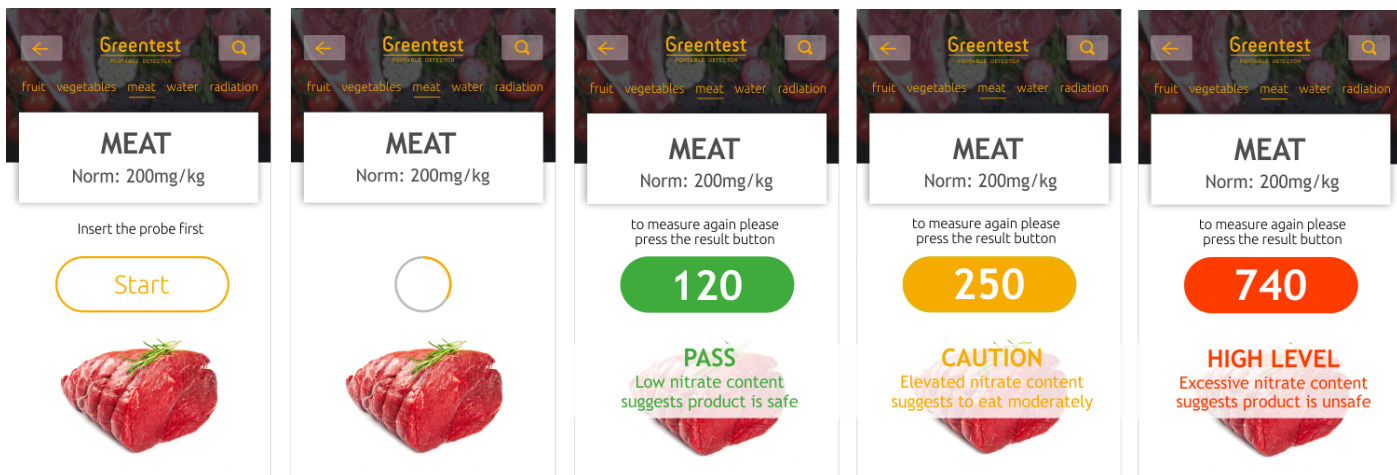 Greentest
PORTABLE DETECTOR
fruit vegetables meat water radiation
MEAT
Norm: 200mg/kg
Insert the probe first
Start
Greentest
PORTABLE DETECTOR
fruit vegetables meat water radiation
MEAT
Norm: 200mg/kg
Greentest
PORTABLE DETECTOR
fruit vegetables meat water radiation
MEAT
Norm: 200mg/kg
to measure again please
press the result button
120
PASS
Low nitrate content
suggests product is safe
Greentest
PORTABLE DETECTOR
fruit vegetables meat water radiation
MEAT
Norm: 200mg/kg
to measure again please
press the result button
250
CAUTION
Elevated nitrate content
suggests to eat moderately
Greentest
PORTABLE DETECTOR
fruit vegetables meat water radiation
MEAT
Norm: 200mg/kg
to measure again please
press the result button
740
HIGH LEVEL
Excessive nitrate content
suggests product is unsafe